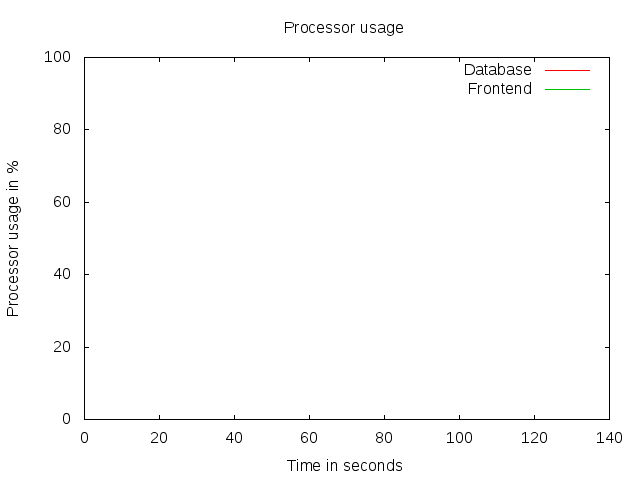 Processor usage
100
80
60
40
20
0
Processor usage in %
Database
Frontend
0 20 40 60 80 100 120 140
Time in seconds